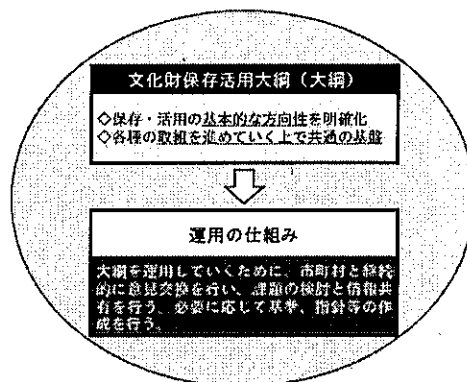 文化財保存活用大綱（大綱）
◇保存・活用の基本的な方向性を明確化
◇各種の取組を進めていく上で共通の基盤
運用の仕組み
大綱を運用していくために、市町村と継続
的に意見交換を行い、課題の検討と情報共
有を行う。必要に応じて基準、指針等の作
成を行う。